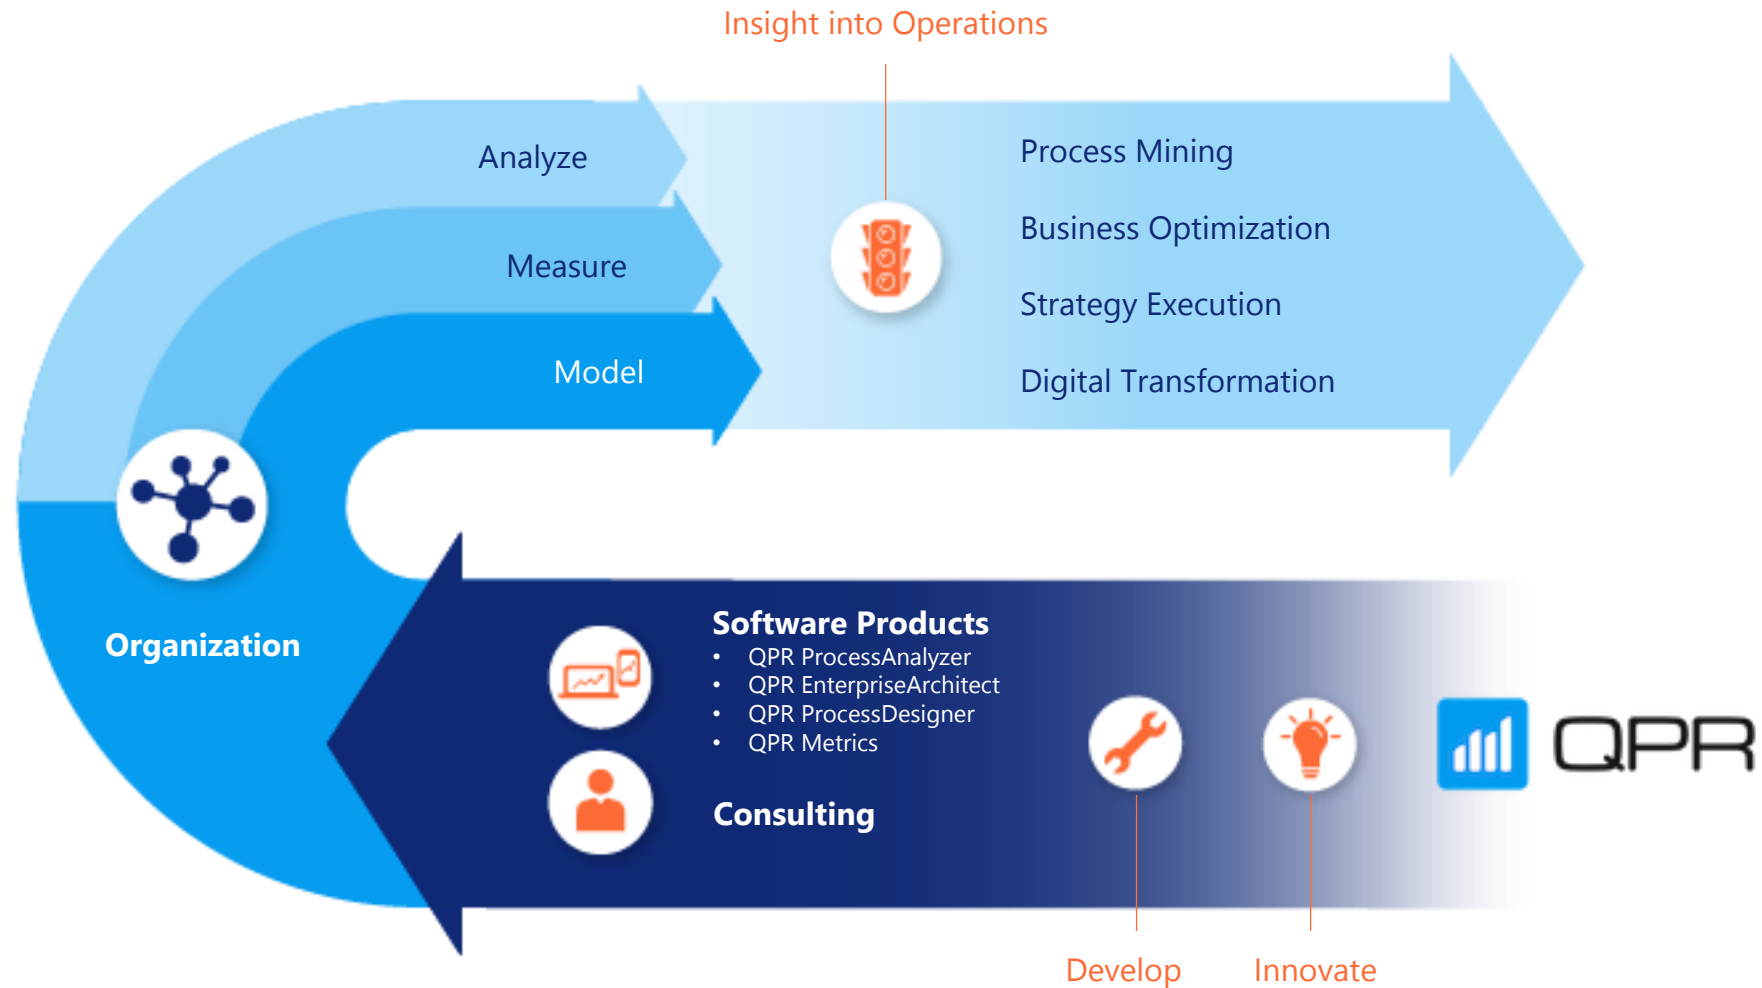 Insight into Operations
Analyze
Measure
Model
Process Mining
Business Optimization
Strategy Execution
Digital Transformation
Organization
Software Products
• QPR ProcessAnalyzer
• QPR EnterpriseArchitect
• QPR ProcessDesigner
• QPR Metrics
Consulting
QPR
Develop
Innovate